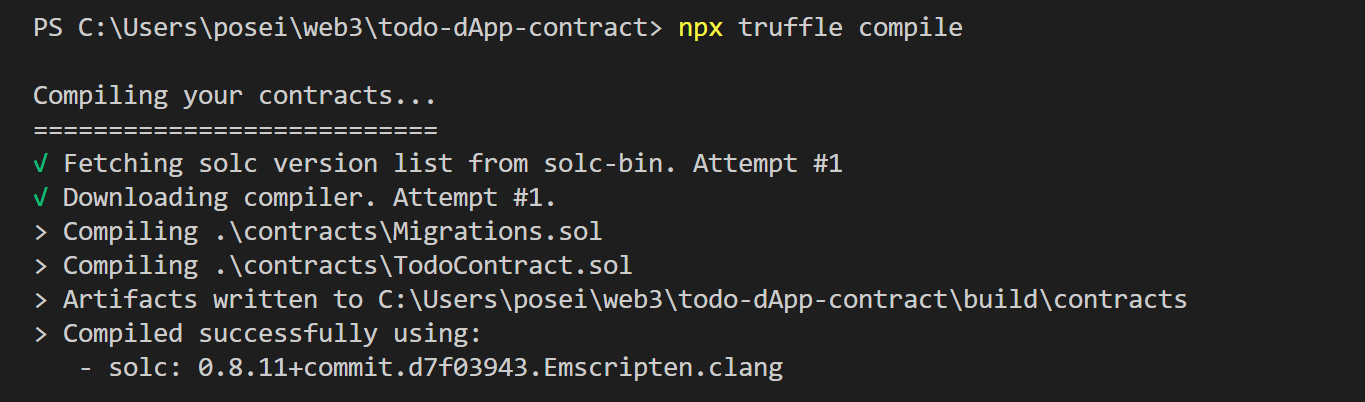 PS C:\Users\posei\web3\todo-dApp-contract> npx truffle compile
Compiling your contracts...
===========================
√ Fetching solc version list from solc-bin. Attempt #1
√ Downloading compiler. Attempt #1.
> Compiling .\contracts\Migrations.sol
> Compiling .\contracts\TodoContract.sol
> Artifacts written to C:\Users\posei\web3\todo-dApp-contract\build\contracts
> Compiled successfully using:
   - solc: 0.8.11+commit.d7f03943.Emscripten.clang